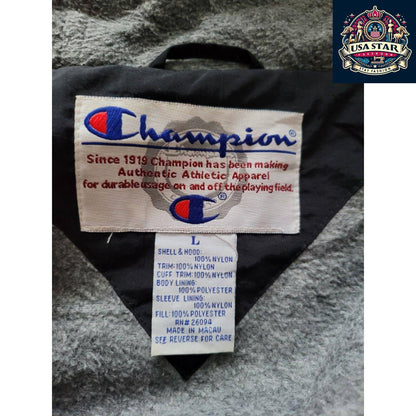 USA STAR
Champion®
Since 1919 Champion has been making
Authentic Athletic Apparel
for durable usage on and off the playing field.
®
L
SHELL & HOOD:
100% NYLON
TRIM: 100% NYLON
CUFF TRIM: 100% NYLON
BODY LINING:
100% POLYESTER
SLEEVE LINING:
100% NYLON
FILL: 100% POLYESTER
RN# 26094
MADE IN MACAU
SEE REVERSE FOR CARE